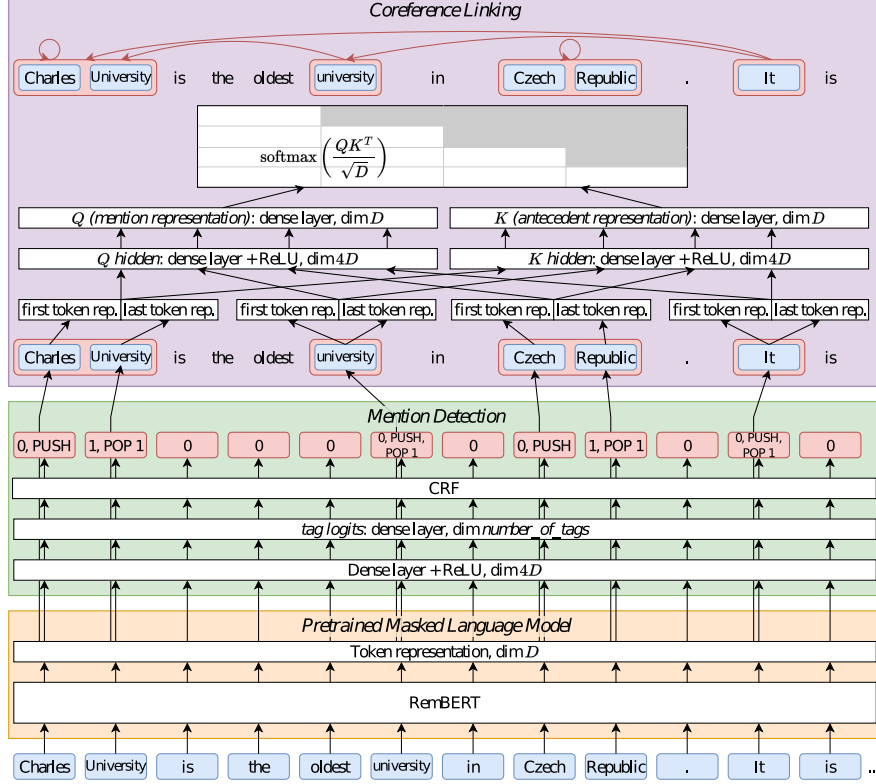 Coreference Linking
Charles University is the oldest university in Czech Republic . It is
softmax(QK^T/√D)
Q (mention representation): dense layer, dim D
K (antecedent representation): dense layer, dim D
Q hidden: dense layer + ReLU, dim 4D
K hidden: dense layer + ReLU, dim 4D
first token rep. last token rep. first token rep. last token rep. first token rep. last token rep. first token rep. last token rep.
Charles University is the oldest university in Czech Republic . It is
Mention Detection
0, PUSH 1, POP 1 0 0 0 0, PUSH, POP 1 0 0, PUSH 1, POP 1 0 0, PUSH, POP 1 0
CRF
tag logits: dense layer, dim number_of_tags
Dense layer + ReLU, dim 4D
Pretrained Masked Language Model
Token representation, dim D
RemBERT
Charles University is the oldest university in Czech Republic . It is ..